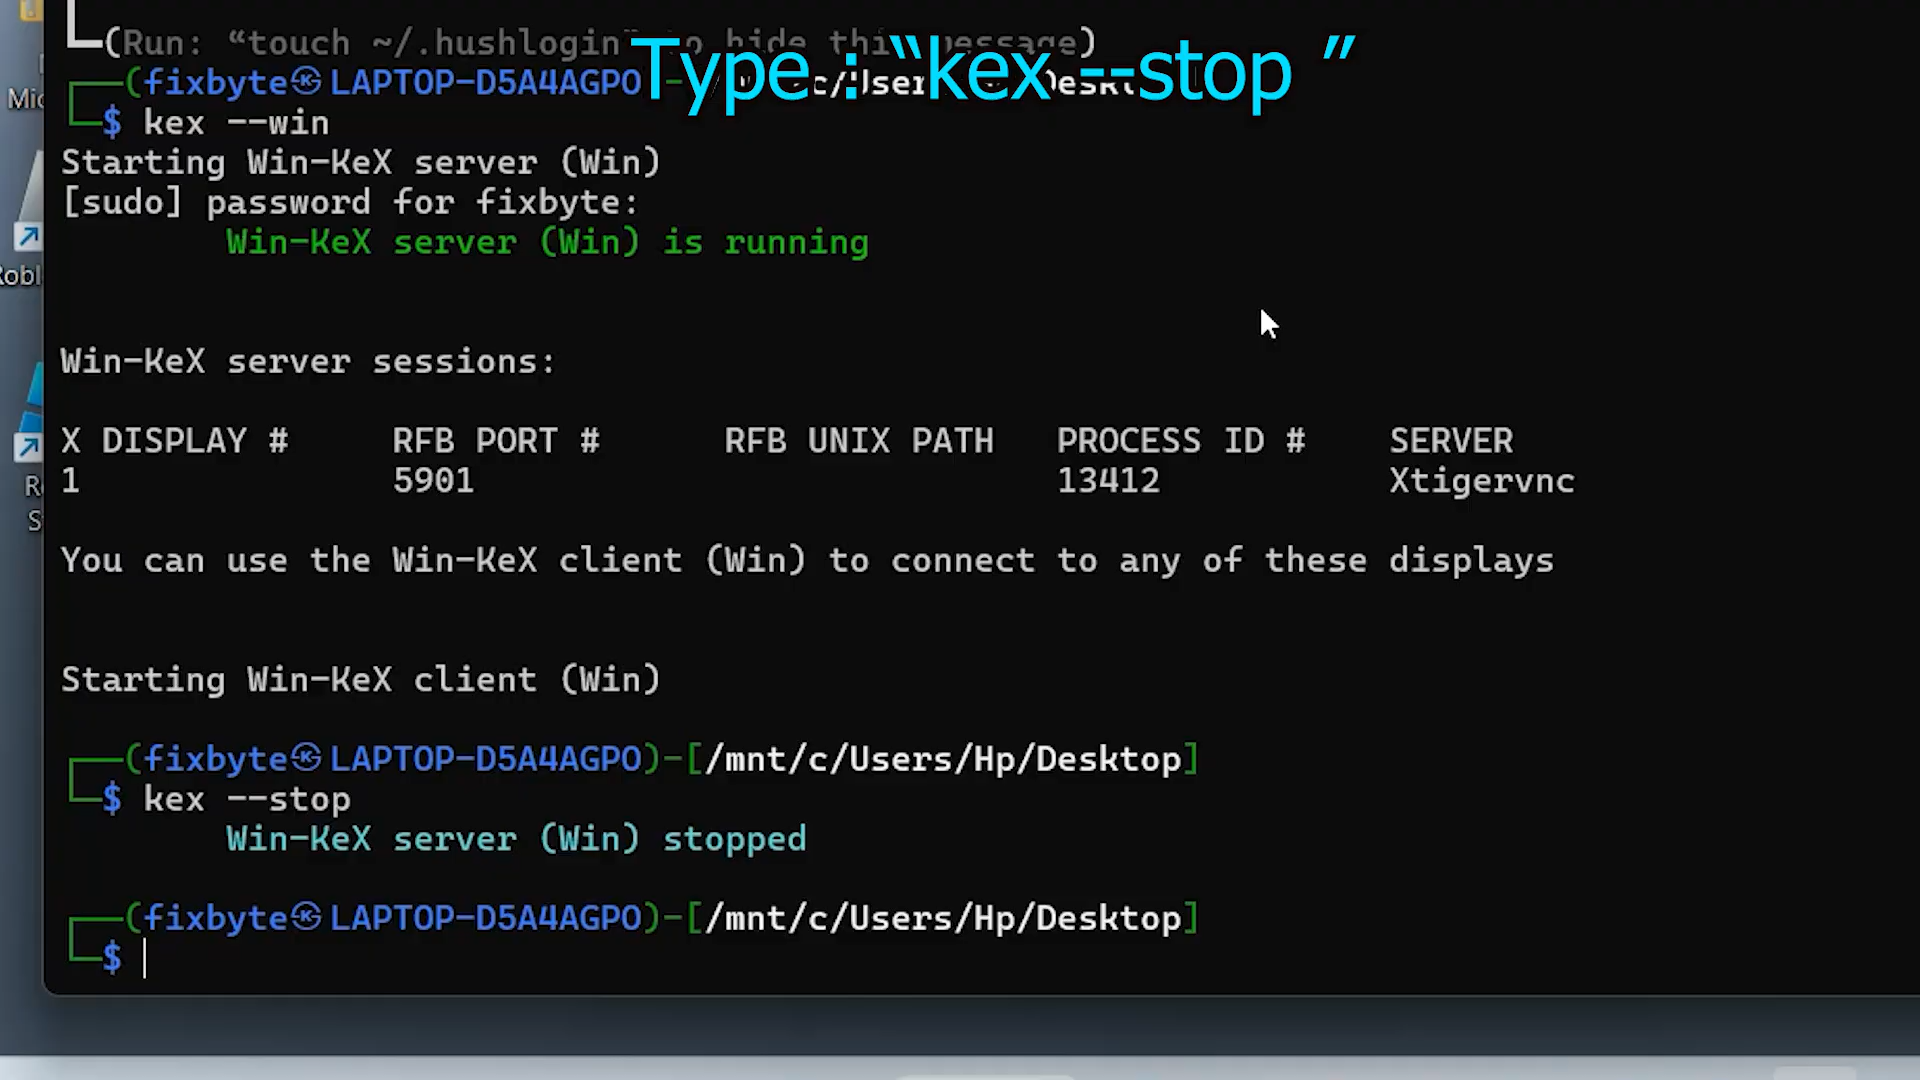 (Run: “touch ~/.hushlogin” to hide this message)
Type : “kex --stop ”
(fixbyte㉿LAPTOP-D5A4AGPO)-[/mnt/c/Users/Hp/Desktop]
$ kex --win
Starting Win-KeX server (Win)
[sudo] password for fixbyte:
Win-KeX server (Win) is running
Win-KeX server sessions:
X DISPLAY # RFB PORT # RFB UNIX PATH PROCESS ID # SERVER
1 5901 13412 Xtigervnc
You can use the Win-KeX client (Win) to connect to any of these displays
Starting Win-KeX client (Win)
(fixbyte㉿LAPTOP-D5A4AGPO)-[/mnt/c/Users/Hp/Desktop]
$ kex --stop
Win-KeX server (Win) stopped
(fixbyte㉿LAPTOP-D5A4AGPO)-[/mnt/c/Users/Hp/Desktop]
$